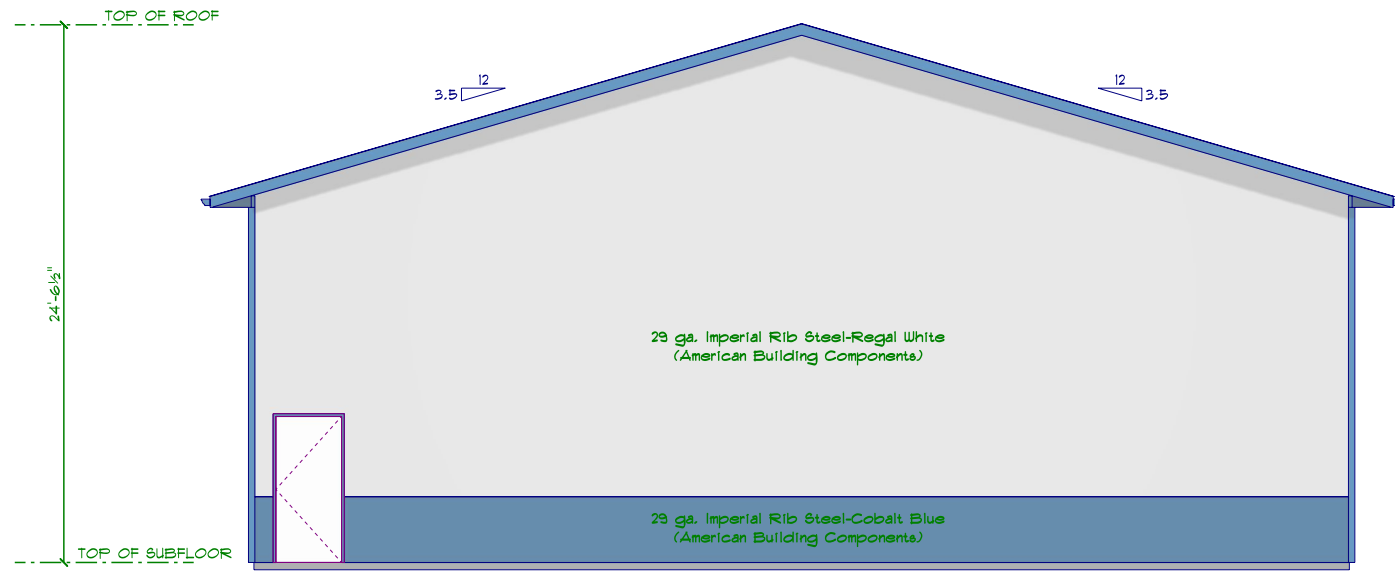 TOP OF ROOF
12
3.5
12
3.5
24'-6½"
29 ga. Imperial Rib Steel-Regal White
(American Building Components)
29 ga. Imperial Rib Steel-Cobalt Blue
(American Building Components)
TOP OF SUBFLOOR